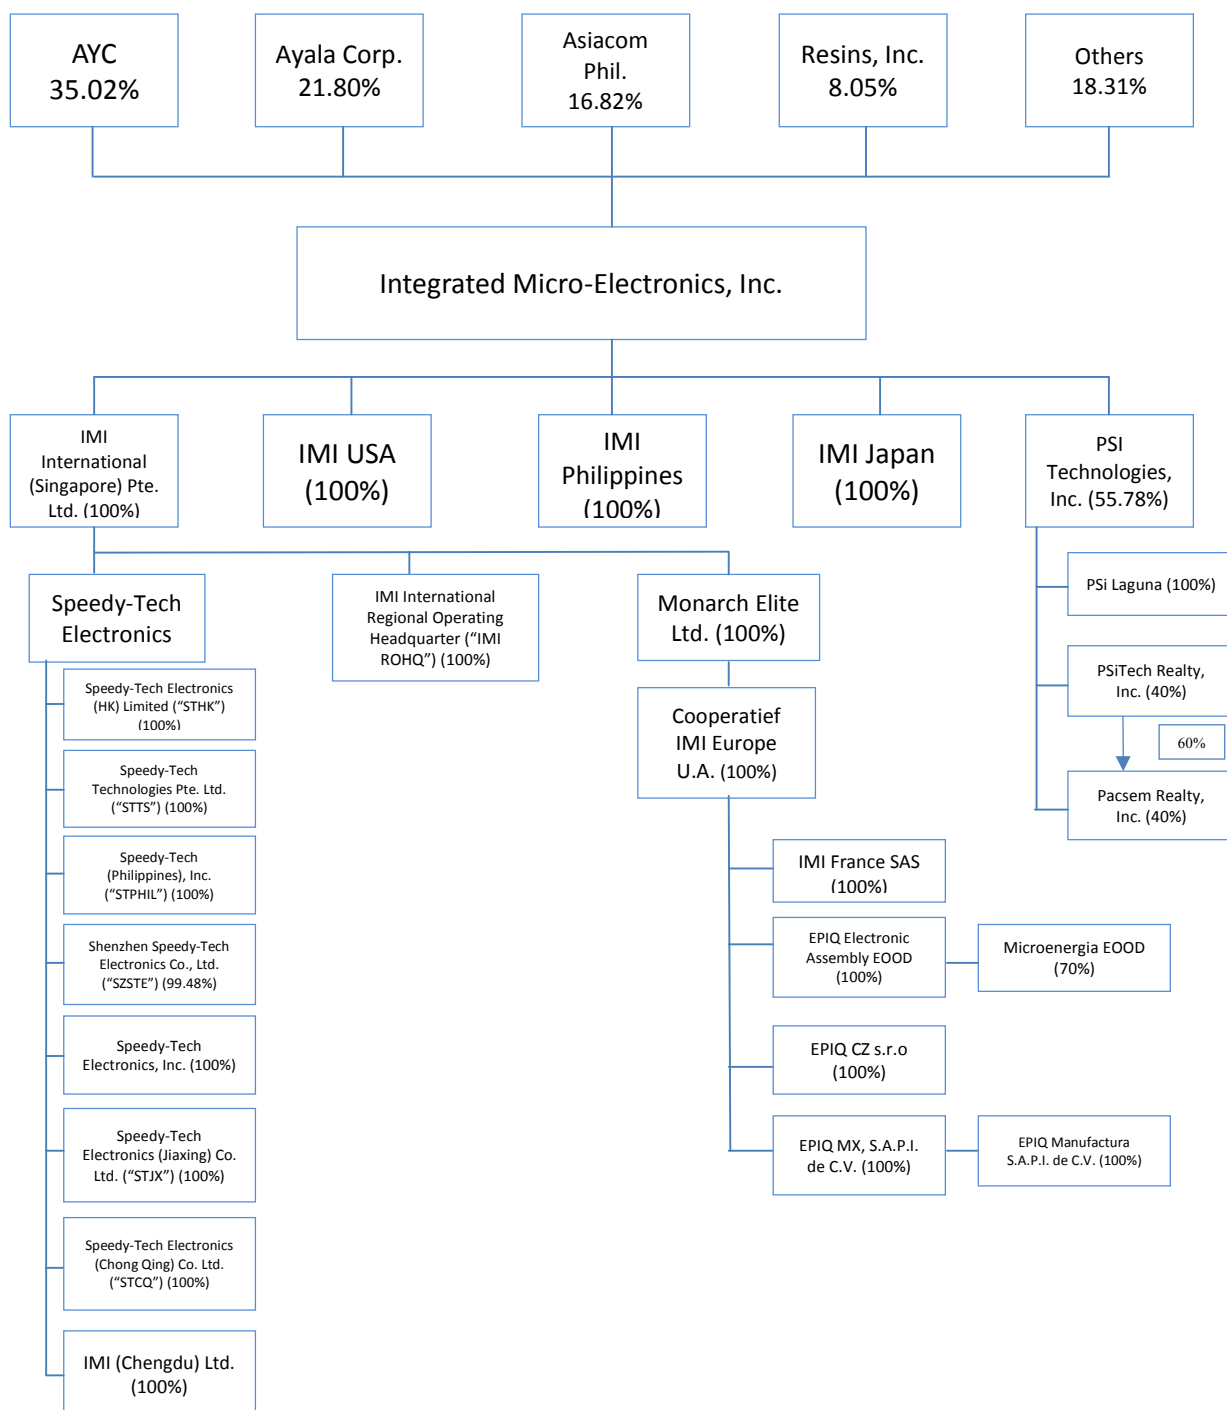 AYC
35.02%
Ayala Corp.
21.80%
Asiacom
Phil.
16.82%
Resins, Inc.
8.05%
Others
18.31%
Integrated Micro-Electronics, Inc.
IMI
International
(Singapore) Pte.
Ltd. (100%)
IMI USA
(100%)
IMI
Philippines
(100%)
IMI Japan
(100%)
PSI
Technologies,
Inc. (55.78%)
Speedy-Tech
Electronics
IMI International
Regional Operating
Headquarter (“IMI
ROHQ”) (100%)
Monarch Elite
Ltd. (100%)
PSi Laguna (100%)
PSiTech Realty,
Inc. (40%)
60%
Pacsem Realty,
Inc. (40%)
Speedy-Tech Electronics
(HK) Limited (“STHK”)
(100%)
Speedy-Tech
Technologies Pte. Ltd.
(“STTS”) (100%)
Speedy-Tech
(Philippines), Inc.
(“STPHIL”) (100%)
Shenzhen Speedy-Tech
Electronics Co., Ltd.
(“SZSTE”) (99.48%)
Speedy-Tech
Electronics, Inc. (100%)
Speedy-Tech
Electronics (Jiaxing) Co.
Ltd. (“STJX”) (100%)
Speedy-Tech Electronics
(Chong Qing) Co. Ltd.
(“STCQ”) (100%)
IMI (Chengdu) Ltd.
(100%)
Cooperatief
IMI Europe
U.A. (100%)
IMI France SAS
(100%)
EPIQ Electronic
Assembly EOOD
(100%)
Microenergia EOOD
(70%)
EPIQ CZ s.r.o
(100%)
EPIQ MX, S.A.P.I.
de C.V. (100%)
EPIQ Manufactura
S.A.P.I. de C.V. (100%)